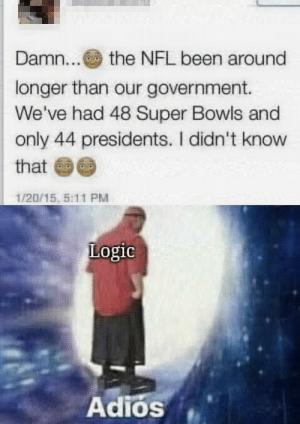 Damn...😳 the NFL been around
longer than our government.
We've had 48 Super Bowls and
only 44 presidents. I didn't know
that 😳😳
1/20/15, 5:11 PM
Logic
Adiós